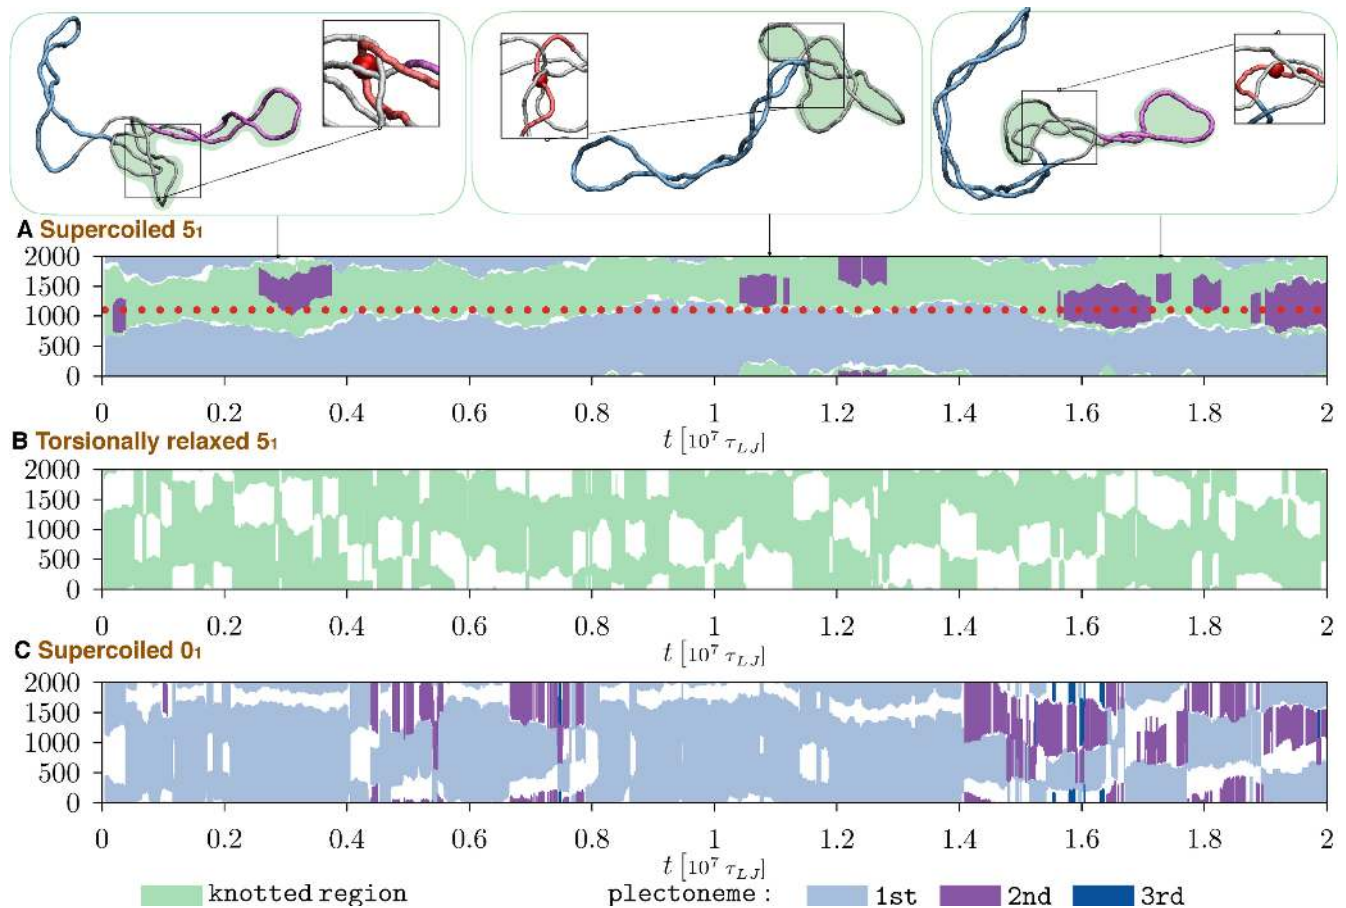 A Supercoiled 5₁
2000
1500
1000
500
0
0 0.2 0.4 0.6 0.8 1 1.2 1.4 1.6 1.8 2
t [10⁷ τ_LJ]
B Torsionally relaxed 5₁
2000
1500
1000
500
0
0 0.2 0.4 0.6 0.8 1 1.2 1.4 1.6 1.8 2
t [10⁷ τ_LJ]
C Supercoiled 0₁
2000
1500
1000
500
0
0 0.2 0.4 0.6 0.8 1 1.2 1.4 1.6 1.8 2
t [10⁷ τ_LJ]
knotted region plectoneme : 1st 2nd 3rd